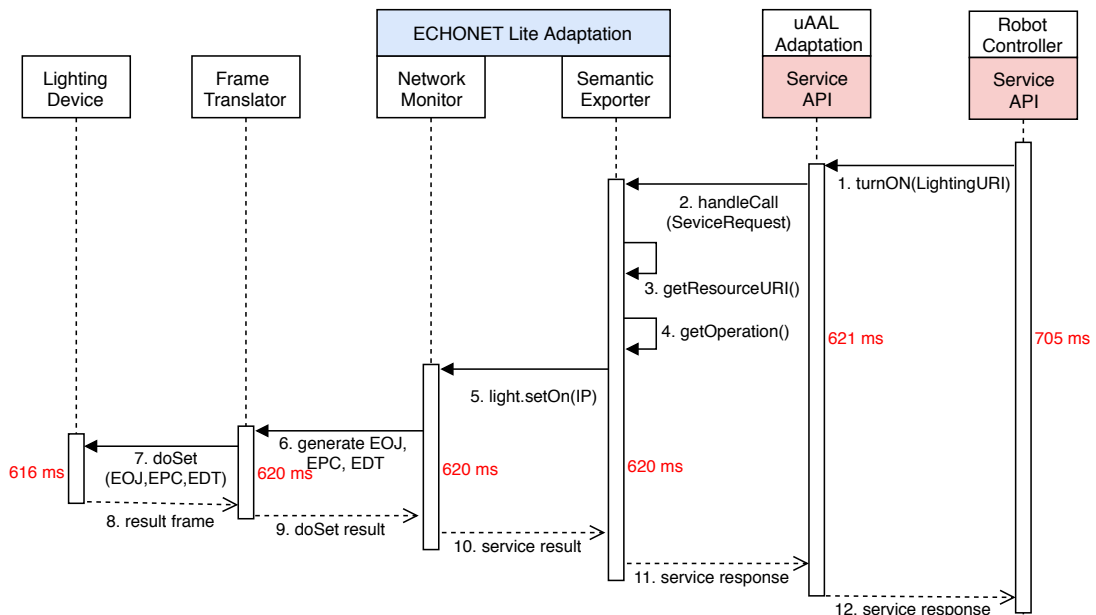 ECHONET Lite Adaptation
uAAL
Adaptation
Robot
Controller
Lighting
Device
Frame
Translator
Network
Monitor
Semantic
Exporter
Service
API
Service
API
1. turnON(LightingURI)
2. handleCall
(SeviceRequest)
3. getResourceURI()
4. getOperation()
621 ms
705 ms
5. light.setOn(IP)
6. generate EOJ,
EPC, EDT
7. doSet
(EOJ,EPC,EDT)
616 ms
620 ms
620 ms
620 ms
8. result frame
9. doSet result
10. service result
11. service response
12. service response